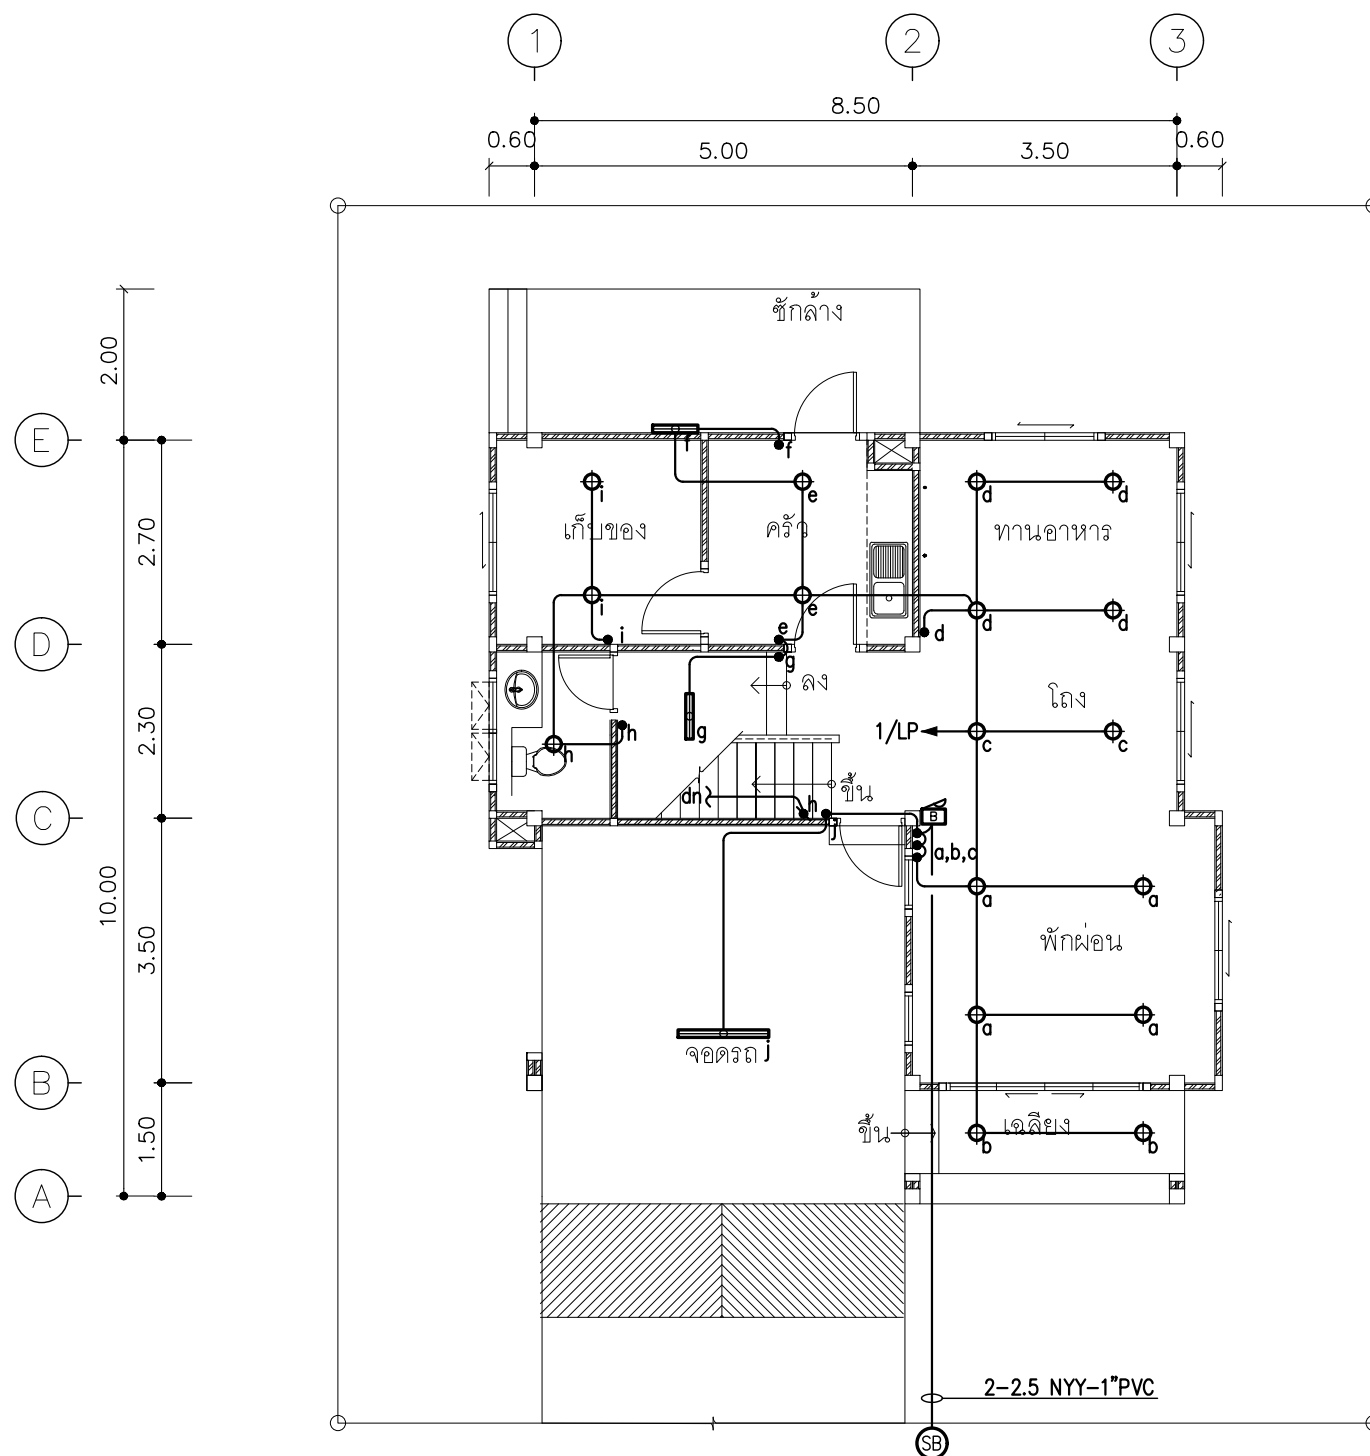 1 2 3
8.50
0.60 5.00 3.50 0.60
ซักล้าง
2.00
E
f f
i e d d
เก็บของ ครัว ทานอาหาร
2.70
i e d d
i e d
D
g
ลง
โถง
2.30
h h g 1/LP c c
dn h ขึ้น
C
B
j a,b,c
10.00
a a
3.50
พักผ่อน
a a
จอดรถ j
B
1.50
ขึ้น เฉลียง
b b
A
2-2.5 NYY-1"PVC
SB